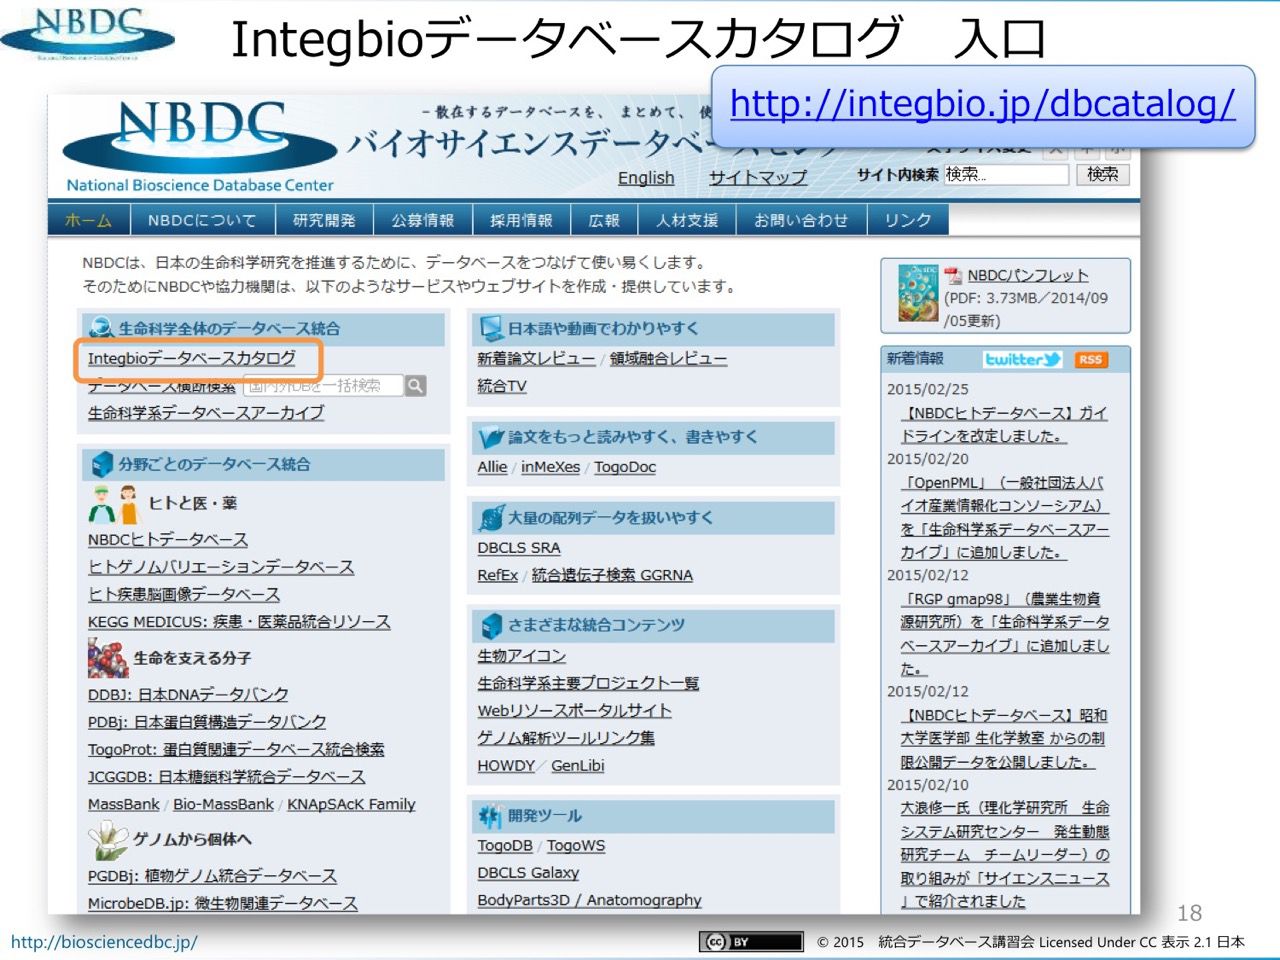 NBDC
National Bioscience Database Center
Integbioデータベースカタログ　入口
http://integbio.jp/dbcatalog/
NBDC
National Bioscience Database Center
－散在するデータベースを、まとめて、使
バイオサイエンスデータベースセンター
English
サイトマップ
サイト内検索
検索...
検索
ホーム
NBDCについて
研究開発
公募情報
採用情報
広報
人材支援
お問い合わせ
リンク
NBDCは、日本の生命科学研究を推進するために、データベースをつなげて使い易くします。
そのためにNBDCや協力機関は、以下のようなサービスやウェブサイトを作成・提供しています。
生命科学全体のデータベース統合
Integbioデータベースカタログ
データベース横断検索 国内外DBを一括検索
生命科学系データベースアーカイブ
分野ごとのデータベース統合
ヒトと医・薬
NBDCヒトデータベース
ヒトゲノムバリエーションデータベース
ヒト疾患脳画像データベース
KEGG MEDICUS: 疾患・医薬品統合リソース
生命を支える分子
DDBJ: 日本DNAデータバンク
PDBj: 日本蛋白質構造データバンク
TogoProt: 蛋白質関連データベース統合検索
JCGGDB: 日本糖鎖科学統合データベース
MassBank / Bio-MassBank / KNApSAcK Family
ゲノムから個体へ
PGDBj: 植物ゲノム統合データベース
MicrobeDB.jp: 微生物関連データベース
日本語や動画でわかりやすく
新着論文レビュー / 領域融合レビュー
統合TV
論文をもっと読みやすく、書きやすく
Allie / inMeXes / TogoDoc
大量の配列データを扱いやすく
DBCLS SRA
RefEx / 統合遺伝子検索 GGRNA
さまざまな統合コンテンツ
生物アイコン
生命科学系主要プロジェクト一覧
Webリソースポータルサイト
ゲノム解析ツールリンク集
HOWDY／ GenLibi
開発ツール
TogoDB / TogoWS
DBCLS Galaxy
BodyParts3D / Anatomography
NBDCパンフレット
(PDF: 3.73MB／2014/09
/05更新)
新着情報
twitter
RSS
2015/02/25
【NBDCヒトデータベース】ガイ
ドラインを改定しました。
2015/02/20
「OpenPML」（一般社団法人バ
イオ産業情報化コンソーシアム）
を「生命科学系データベースアー
カイブ」に追加しました。
2015/02/12
「RGP gmap98」（農業生物資
源研究所）を「生命科学系データ
ベースアーカイブ」に追加しまし
た。
2015/02/12
【NBDCヒトデータベース】昭和
大学医学部 生化学教室 からの制
限公開データを公開しました。
2015/02/10
大浪修一氏（理化学研究所　生命
システム研究センター　発生動態
研究チーム　チームリーダー）の
取り組みが「サイエンスニュース
」で紹介されました
18
http://biosciencedbc.jp/
cc BY
© 2015　統合データベース講習会 Licensed Under CC 表示 2.1 日本